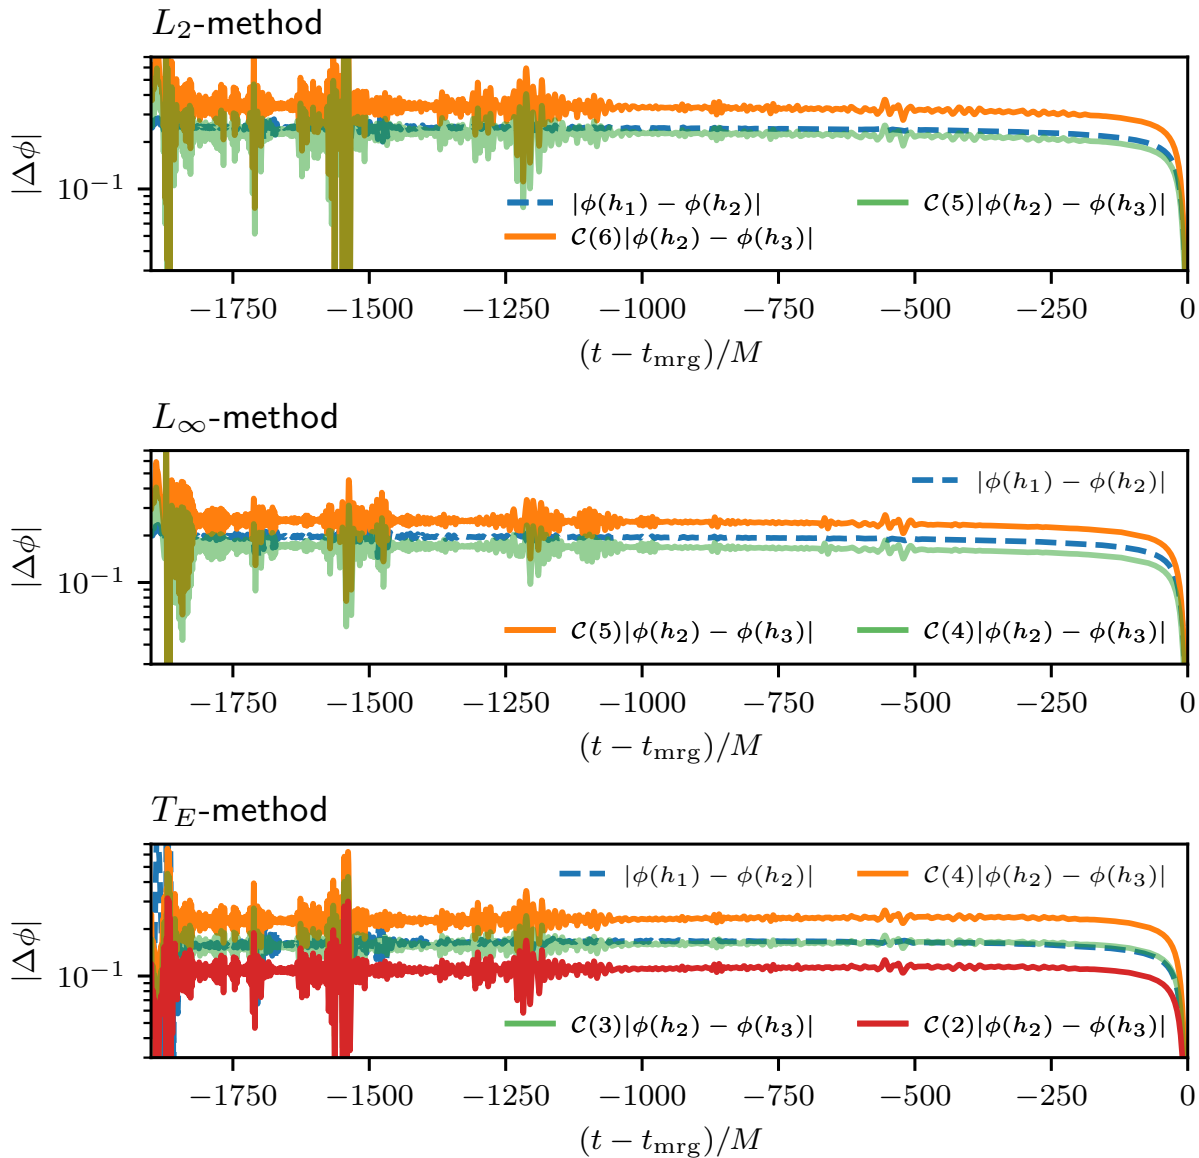 L₂-method
|Δϕ|
10⁻¹
|ϕ(h₁) − ϕ(h₂)|
C(6)|ϕ(h₂) − ϕ(h₃)|
C(5)|ϕ(h₂) − ϕ(h₃)|
−1750 −1500 −1250 −1000 −750 −500 −250 0
(t − t_mrg)/M
L∞-method
|Δϕ|
10⁻¹
|ϕ(h₁) − ϕ(h₂)|
C(5)|ϕ(h₂) − ϕ(h₃)| C(4)|ϕ(h₂) − ϕ(h₃)|
−1750 −1500 −1250 −1000 −750 −500 −250 0
(t − t_mrg)/M
T_E-method
|Δϕ|
10⁻¹
|ϕ(h₁) − ϕ(h₂)| C(4)|ϕ(h₂) − ϕ(h₃)|
C(3)|ϕ(h₂) − ϕ(h₃)| C(2)|ϕ(h₂) − ϕ(h₃)|
−1750 −1500 −1250 −1000 −750 −500 −250 0
(t − t_mrg)/M